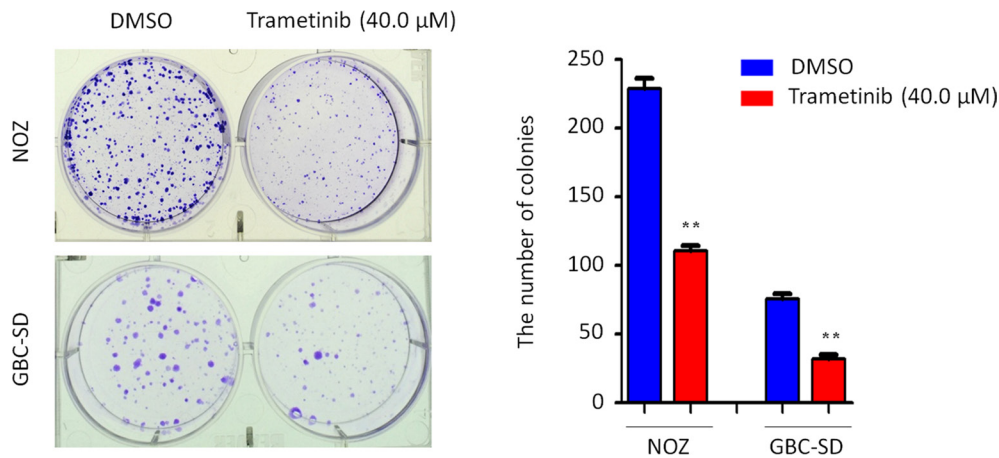 DMSO Trametinib (40.0 µM)
NOZ
GBC-SD
The number of colonies
250
200
150
100
50
0
DMSO
Trametinib (40.0 µM)
**
**
NOZ GBC-SD